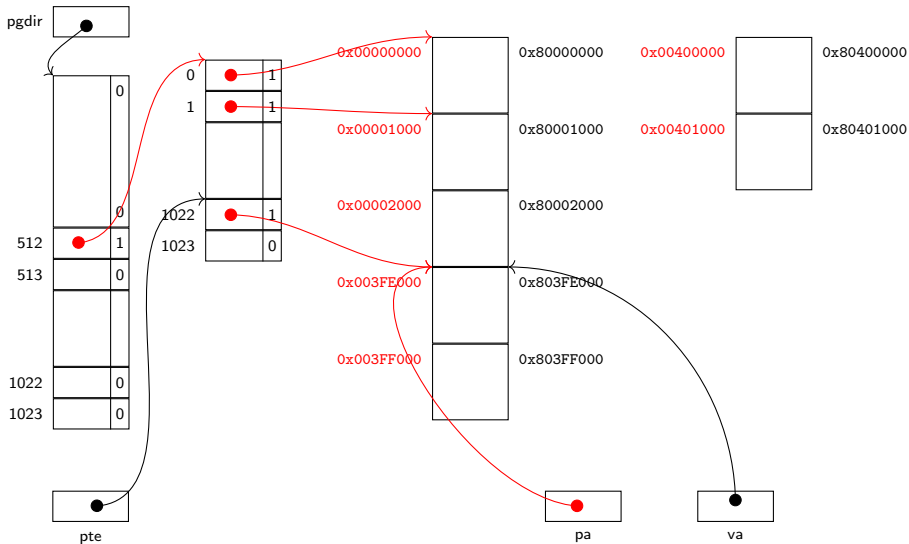 pgdir
0
0
512 1
513 0
1022 0
1023 0
pte
0 1
1 1
1022 1
1023 0
0x00000000 0x80000000
0x00001000 0x80001000
0x00002000 0x80002000
0x003FE000 0x803FE000
0x003FF000 0x803FF000
0x00400000 0x80400000
0x00401000 0x80401000
pa
va